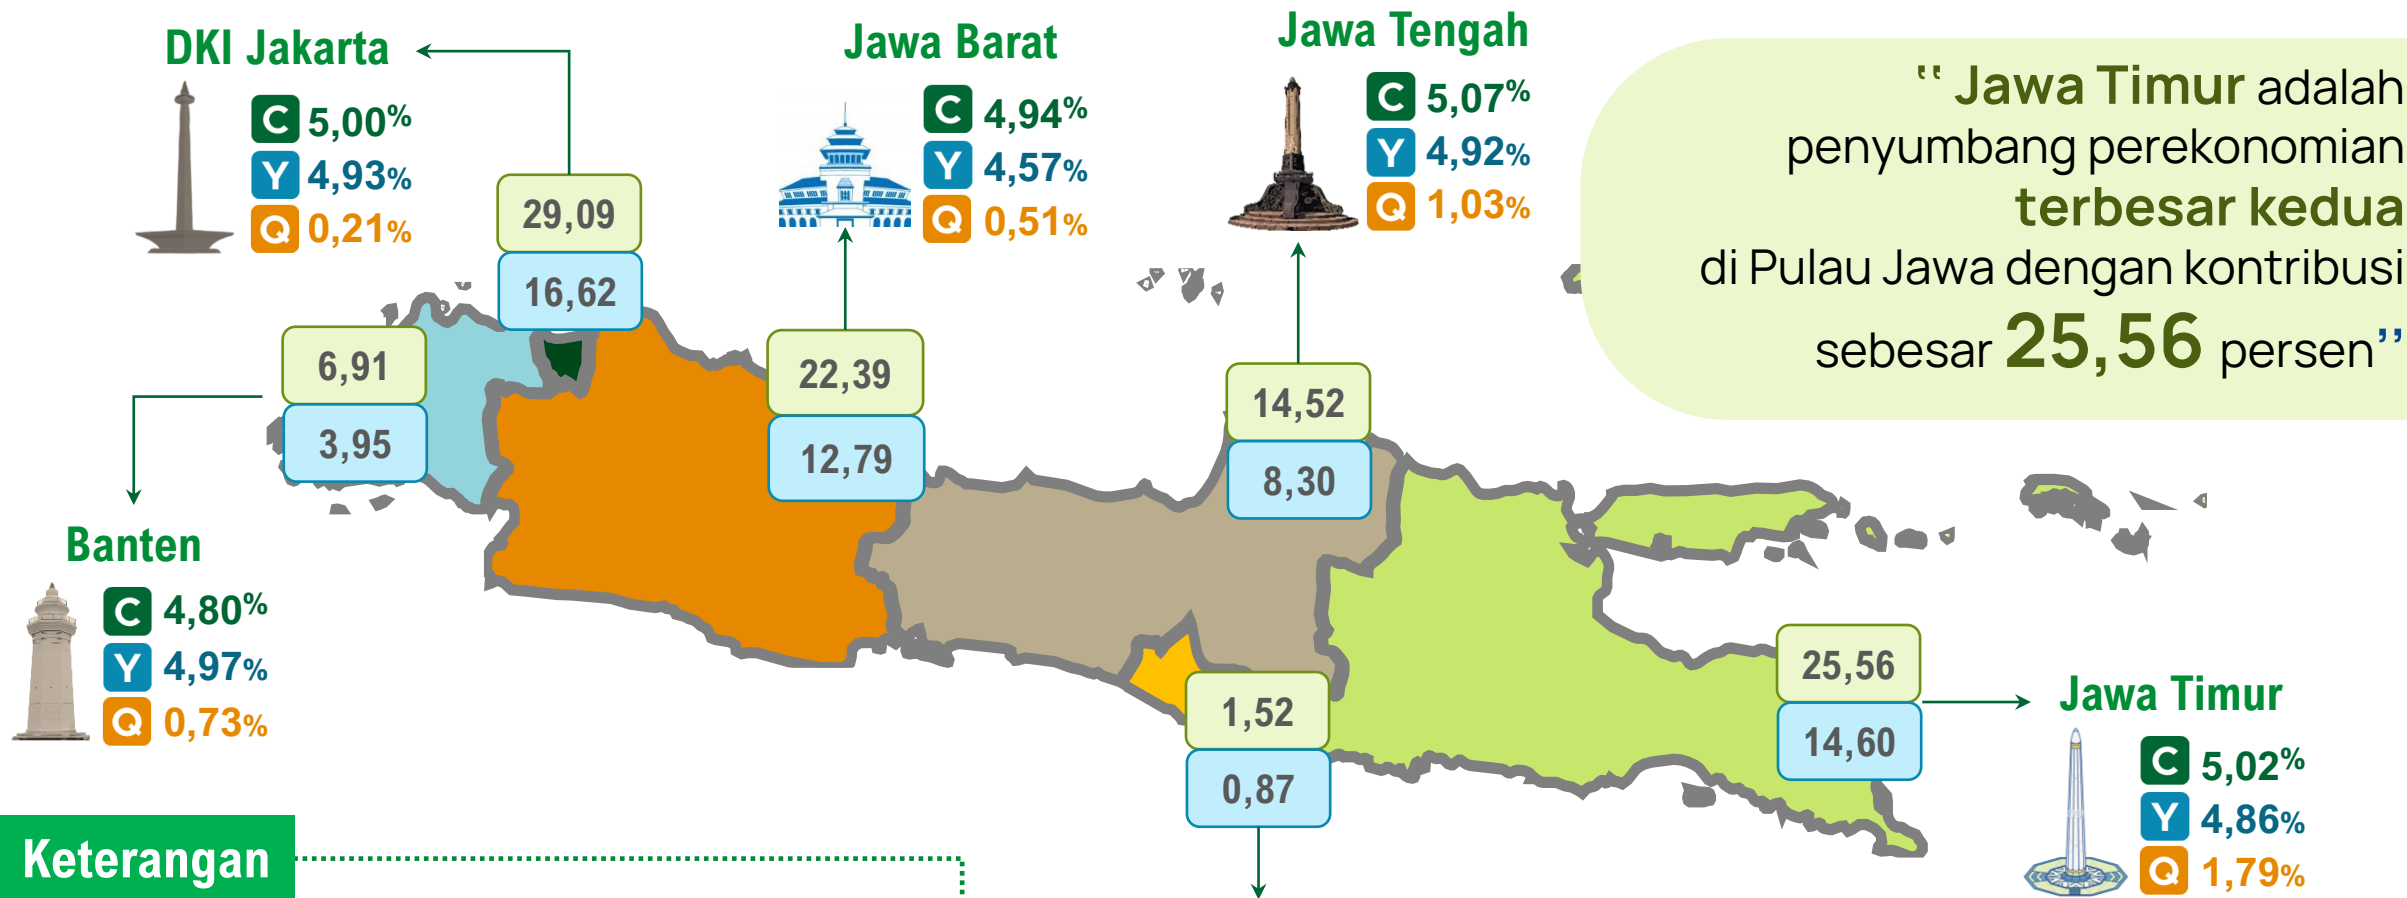 DKI Jakarta
C 5,00%
Y 4,93%
Q 0,21%
29,09
16,62
Jawa Barat
C 4,94%
Y 4,57%
Q 0,51%
22,39
12,79
Jawa Tengah
C 5,07%
Y 4,92%
Q 1,03%
14,52
8,30
“ Jawa Timur adalah
penyumbang perekonomian
terbesar kedua
di Pulau Jawa dengan kontribusi
sebesar 25,56 persen”
6,91
3,95
Banten
C 4,80%
Y 4,97%
Q 0,73%
1,52
0,87
25,56
14,60
Jawa Timur
C 5,02%
Y 4,86%
Q 1,79%
Keterangan